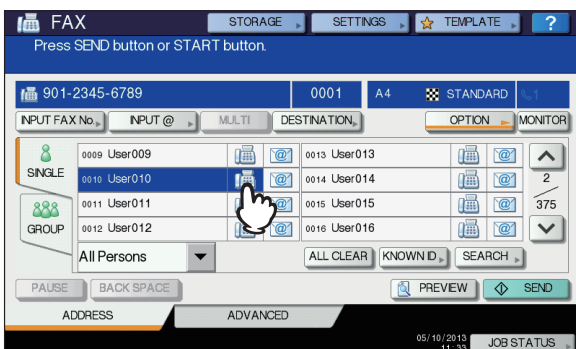 FAX STORAGE SETTINGS TEMPLATE ?
Press SEND button or START button.
901-2345-6789 0001 A4 STANDARD 1
INPUT FAX No. INPUT @ MULTI DESTINATION OPTION MONITOR
SINGLE
GROUP
0009 User009 @ 0013 User013 @
0010 User010 @ 0014 User014 @
0011 User011 @ 0015 User015 @
0012 User012 @ 0016 User016 @
2
375
All Persons ALL CLEAR KNOWN ID SEARCH
PAUSE BACK SPACE PREVIEW SEND
ADDRESS ADVANCED
05/10/2013
11:33 JOB STATUS